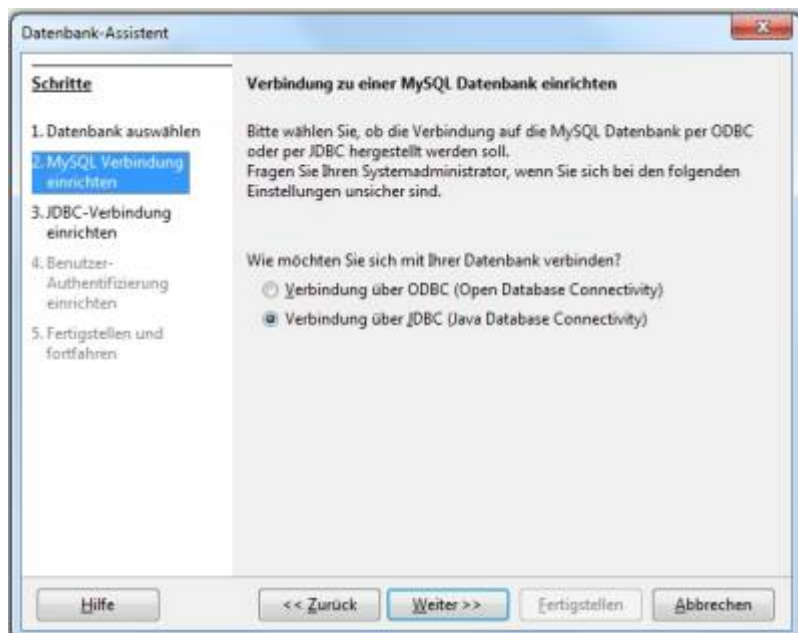 Datenbank-Assistent
Schritte
1. Datenbank auswählen
2. MySQL Verbindung
einrichten
3. JDBC-Verbindung
einrichten
4. Benutzer-
Authentifizierung
einrichten
5. Fertigstellen und
fortfahren
Verbindung zu einer MySQL Datenbank einrichten
Bitte wählen Sie, ob die Verbindung auf die MySQL Datenbank per ODBC
oder per JDBC hergestellt werden soll.
Fragen Sie Ihren Systemadministrator, wenn Sie sich bei den folgenden
Einstellungen unsicher sind.
Wie möchten Sie sich mit Ihrer Datenbank verbinden?
Verbindung über ODBC (Open Database Connectivity)
Verbindung über JDBC (Java Database Connectivity)
Hilfe
<< Zurück
Weiter >>
Fertigstellen
Abbrechen